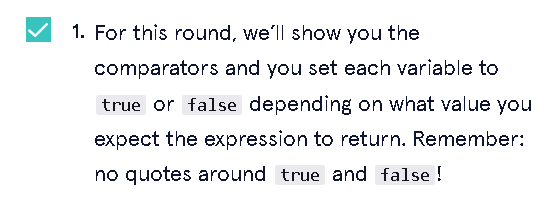 1. For this round, we'll show you the
comparators and you set each variable to
true or false depending on what value you
expect the expression to return. Remember:
no quotes around true and false!